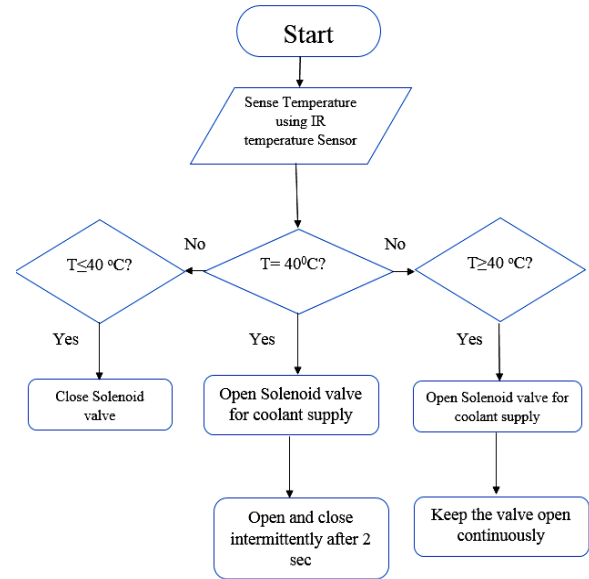 Start
Sense Temperature
using IR
temperature Sensor
No
No
T≤40 ⁰C?
T= 40⁰C?
T≥40 ⁰C?
Yes
Yes
Yes
Close Solenoid
valve
Open Solenoid valve
for coolant supply
Open Solenoid valve for
coolant supply
Open and close
intermittently after 2
sec
Keep the valve open
continuously